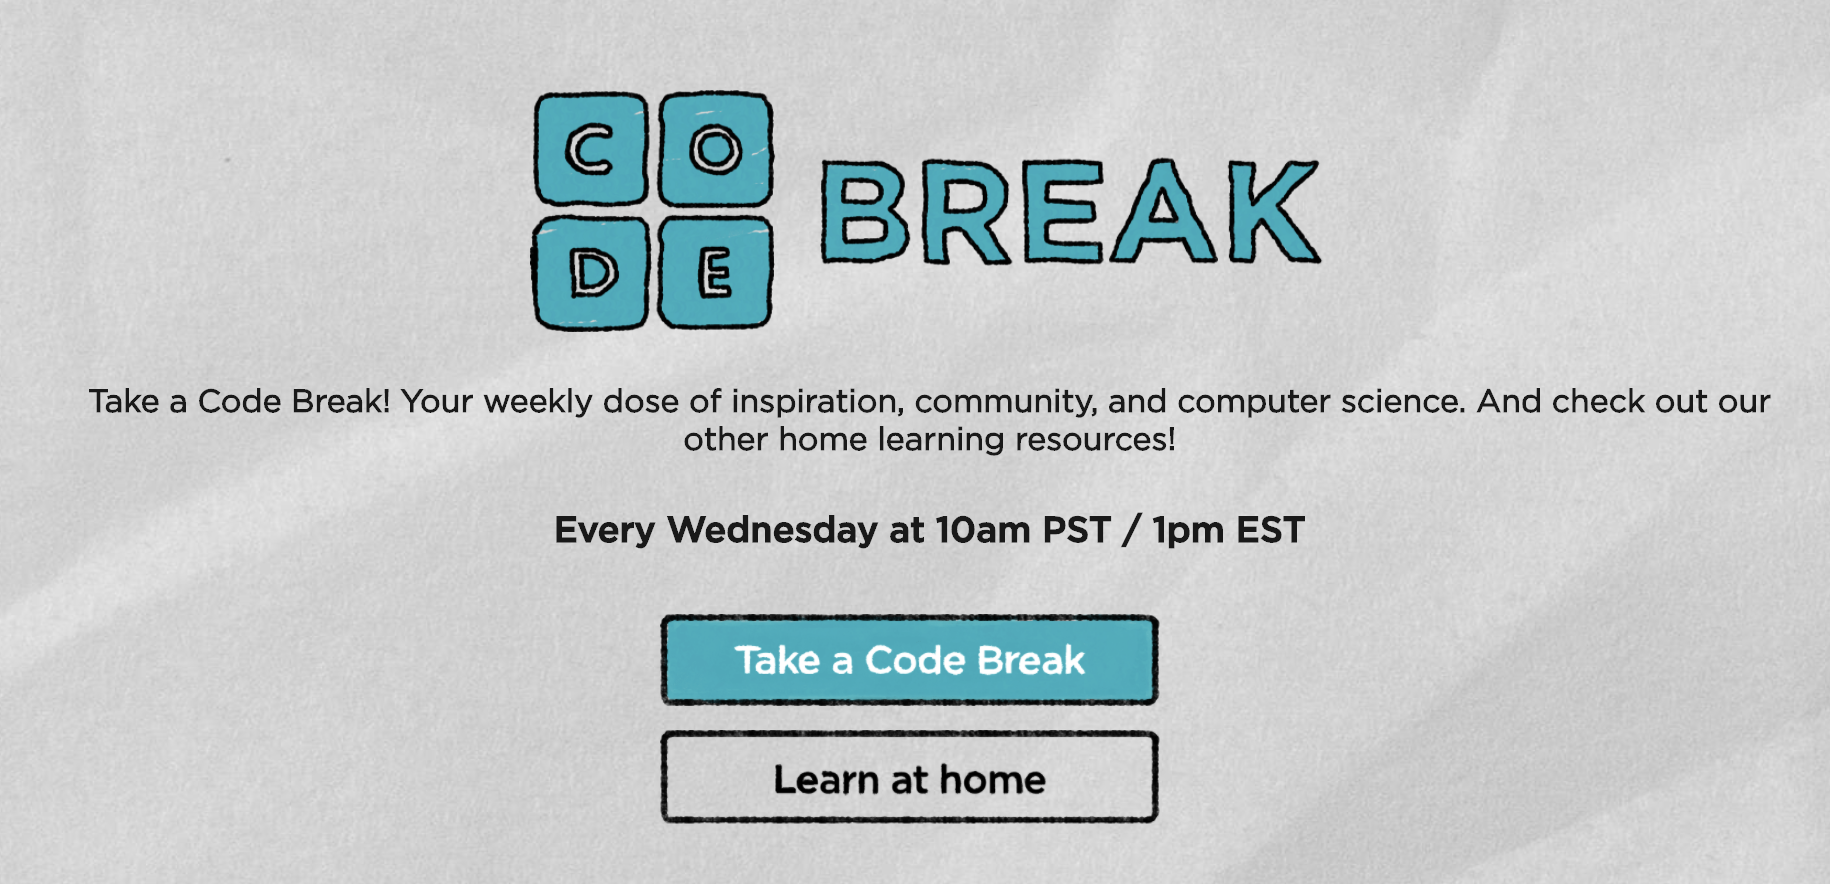 CO
DE
BREAK
Take a Code Break! Your weekly dose of inspiration, community, and computer science. And check out our
other home learning resources!
Every Wednesday at 10am PST / 1pm EST
Take a Code Break
Learn at home